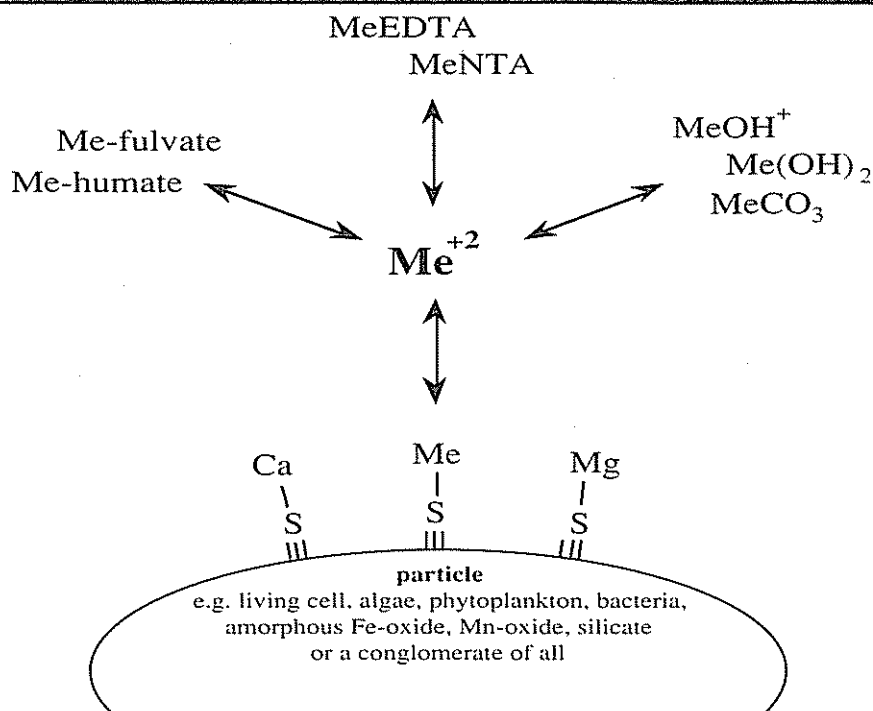 MeEDTA
MeNTA
Me-fulvate
Me-humate
MeOH⁺
Me(OH)₂
MeCO₃
Me⁺²
Ca
Me
Mg
S
S
S
particle
e.g. living cell, algae, phytoplankton, bacteria,
amorphous Fe-oxide, Mn-oxide, silicate
or a conglomerate of all